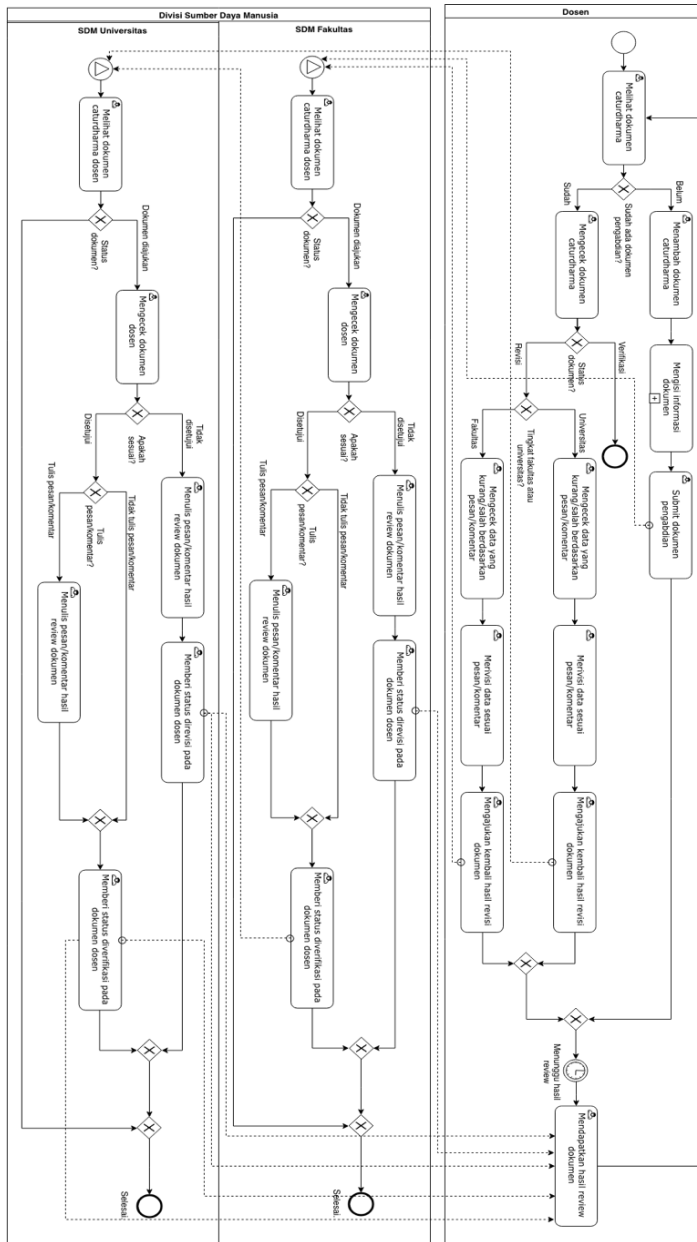 Divisi Sumber Daya Manusia
SDM Universitas
SDM Fakultas
Dosen
Melihat dokumen
caturdharma
Sudah ada dokumen
pengabdian?
Belum
Sudah
Menambah dokumen
caturdharma
Mengisi informasi
dokumen
Submit dokumen
pengabdian
Mengecek dokumen
caturdharma
Status
dokumen?
Verifikasi
Revisi
Tingkat fakultas atau
universitas?
Universitas
Fakultas
Mengecek data yang
kurang/salah berdasarkan
pesan/komentar
Merivisi data sesuai
pesan/komentar
Mengajukan kembali hasil revisi
dokumen
Mengecek data yang
kurang/salah berdasarkan
pesan/komentar
Merivisi data sesuai
pesan/komentar
Mengajukan kembali hasil revisi
dokumen
Menunggu hasil
review
Mendapatkan hasil review
dokumen
Melihat dokumen
caturdharma dosen
Status
dokumen?
Dokumen diajukan
Mengecek dokumen
dosen
Apakah
sesuai?
Tidak
disetujui
Disetujui
Menulis pesan/komentar hasil
review dokumen
Memberi status direvisi pada
dokumen dosen
Tidak tulis pesan/komentar
Tulis
pesan/komentar?
Tulis pesan/komentar
Menulis pesan/komentar hasil
review dokumen
Memberi status diverifikasi pada
dokumen dosen
Selesai.
Melihat dokumen
caturdharma dosen
Status
dokumen?
Dokumen diajukan
Mengecek dokumen
dosen
Apakah
sesuai?
Tidak
disetujui
Disetujui
Menulis pesan/komentar hasil
review dokumen
Memberi status direvisi pada
dokumen dosen
Tidak tulis pesan/komentar
Tulis
pesan/komentar?
Tulis pesan/komentar
Menulis pesan/komentar hasil
review dokumen
Memberi status diverifikasi pada
dokumen dosen
Selesai.